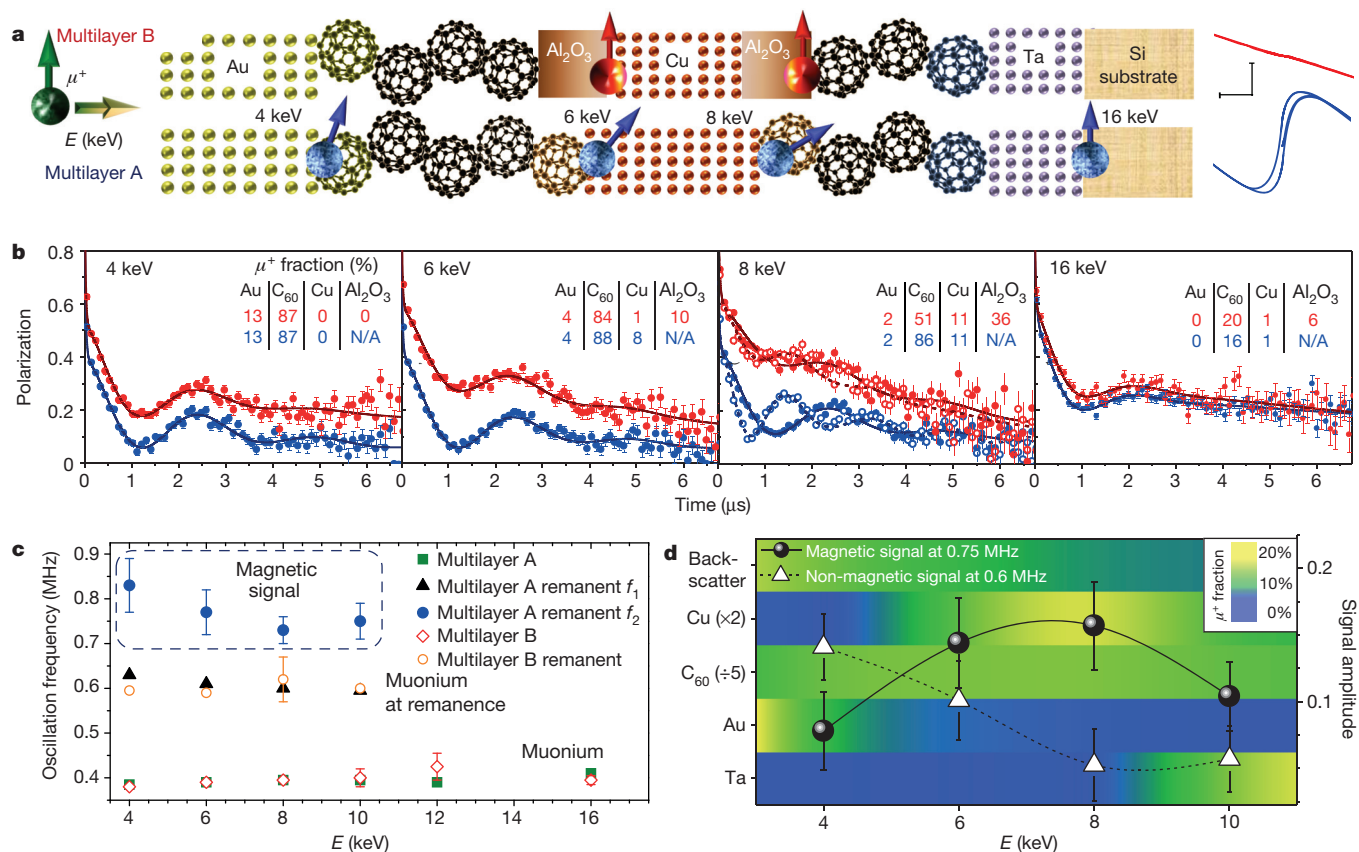 a
Multilayer B
μ+
E (keV)
Multilayer A
Au
Al2O3
Cu
Al2O3
Ta
Si
substrate
4 keV
6 keV
8 keV
16 keV
b
Polarization
0.8
0.6
0.4
0.2
0
4 keV
μ+ fraction (%)
Au C60 Cu Al2O3
13 87 0 0
13 87 0 N/A
6 keV
Au C60 Cu Al2O3
4 84 1 10
4 88 8 N/A
8 keV
Au C60 Cu Al2O3
2 51 11 36
2 86 11 N/A
16 keV
Au C60 Cu Al2O3
0 20 1 6
0 16 1 N/A
0 1 2 3 4 5 6 0 1 2 3 4 5 6 0 1 2 3 4 5 6 0 1 2 3 4 5 6
Time (μs)
c
Oscillation frequency (MHz)
0.9
0.8
0.7
0.6
0.5
0.4
Magnetic
signal
Multilayer A
Multilayer A remanent f1
Multilayer A remanent f2
Multilayer B
Multilayer B remanent
Muonium
at remanence
Muonium
4 6 8 10 12 14 16
E (keV)
d
Back-
scatter
Cu (×2)
C60 (÷5)
Au
Ta
Magnetic signal at 0.75 MHz
Non-magnetic signal at 0.6 MHz
μ+ fraction
20%
10%
0%
0.2
0.1
Signal amplitude
4 6 8 10
E (keV)